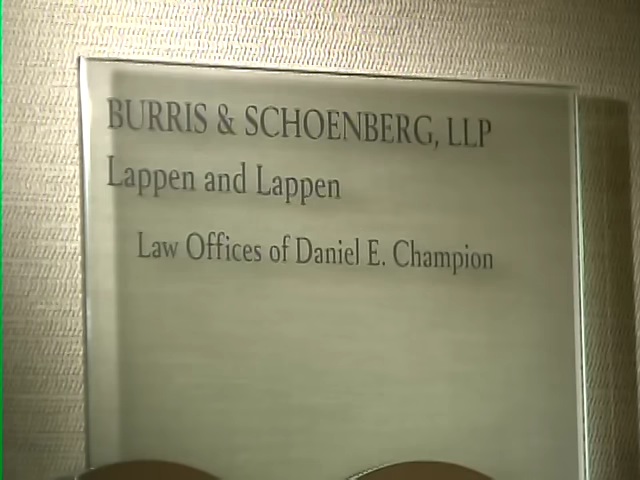 BURRIS & SCHOENBERG, LLP
Lappen and Lappen
Law Offices of Daniel E. Champion